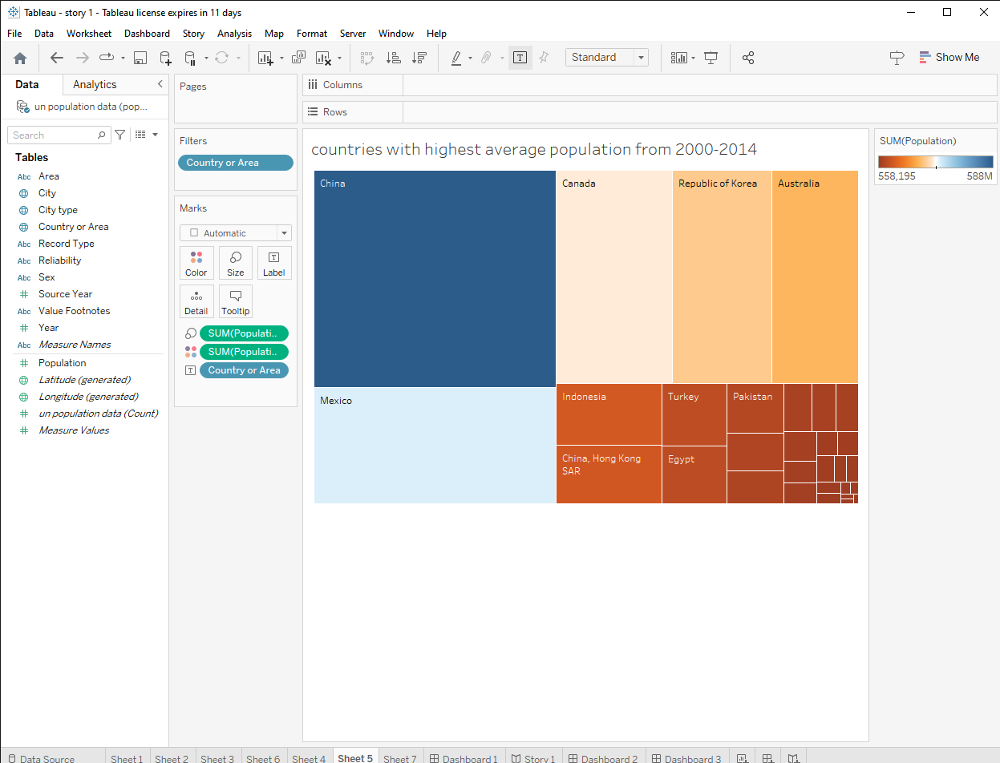 Tableau - story 1 - Tableau license expires in 11 days
File Data Worksheet Dashboard Story Analysis Map Format Server Window Help
Standard
Show Me
Data Analytics
un population data (pop...
Search
Tables
Abc Area
City
City type
Country or Area
Abc Record Type
Abc Reliability
Abc Sex
Source Year
Abc Value Footnotes
Year
Abc Measure Names
Population
Latitude (generated)
Longitude (generated)
un population data (Count)
Measure Values
Pages
Filters
Country or Area
Marks
Automatic
Color Size Label
Detail Tooltip
SUM(Populati..
SUM(Populati..
Country or Area
Columns
Rows
countries with highest average population from 2000-2014
China
Canada
Republic of Korea
Australia
Mexico
Indonesia
Turkey
Pakistan
China, Hong Kong
SAR
Egypt
SUM(Population)
558,195 588M
Data Source Sheet 1 Sheet 2 Sheet 3 Sheet 6 Sheet 4 Sheet 5 Sheet 7 Dashboard 1 Story 1 Dashboard 2 Dashboard 3